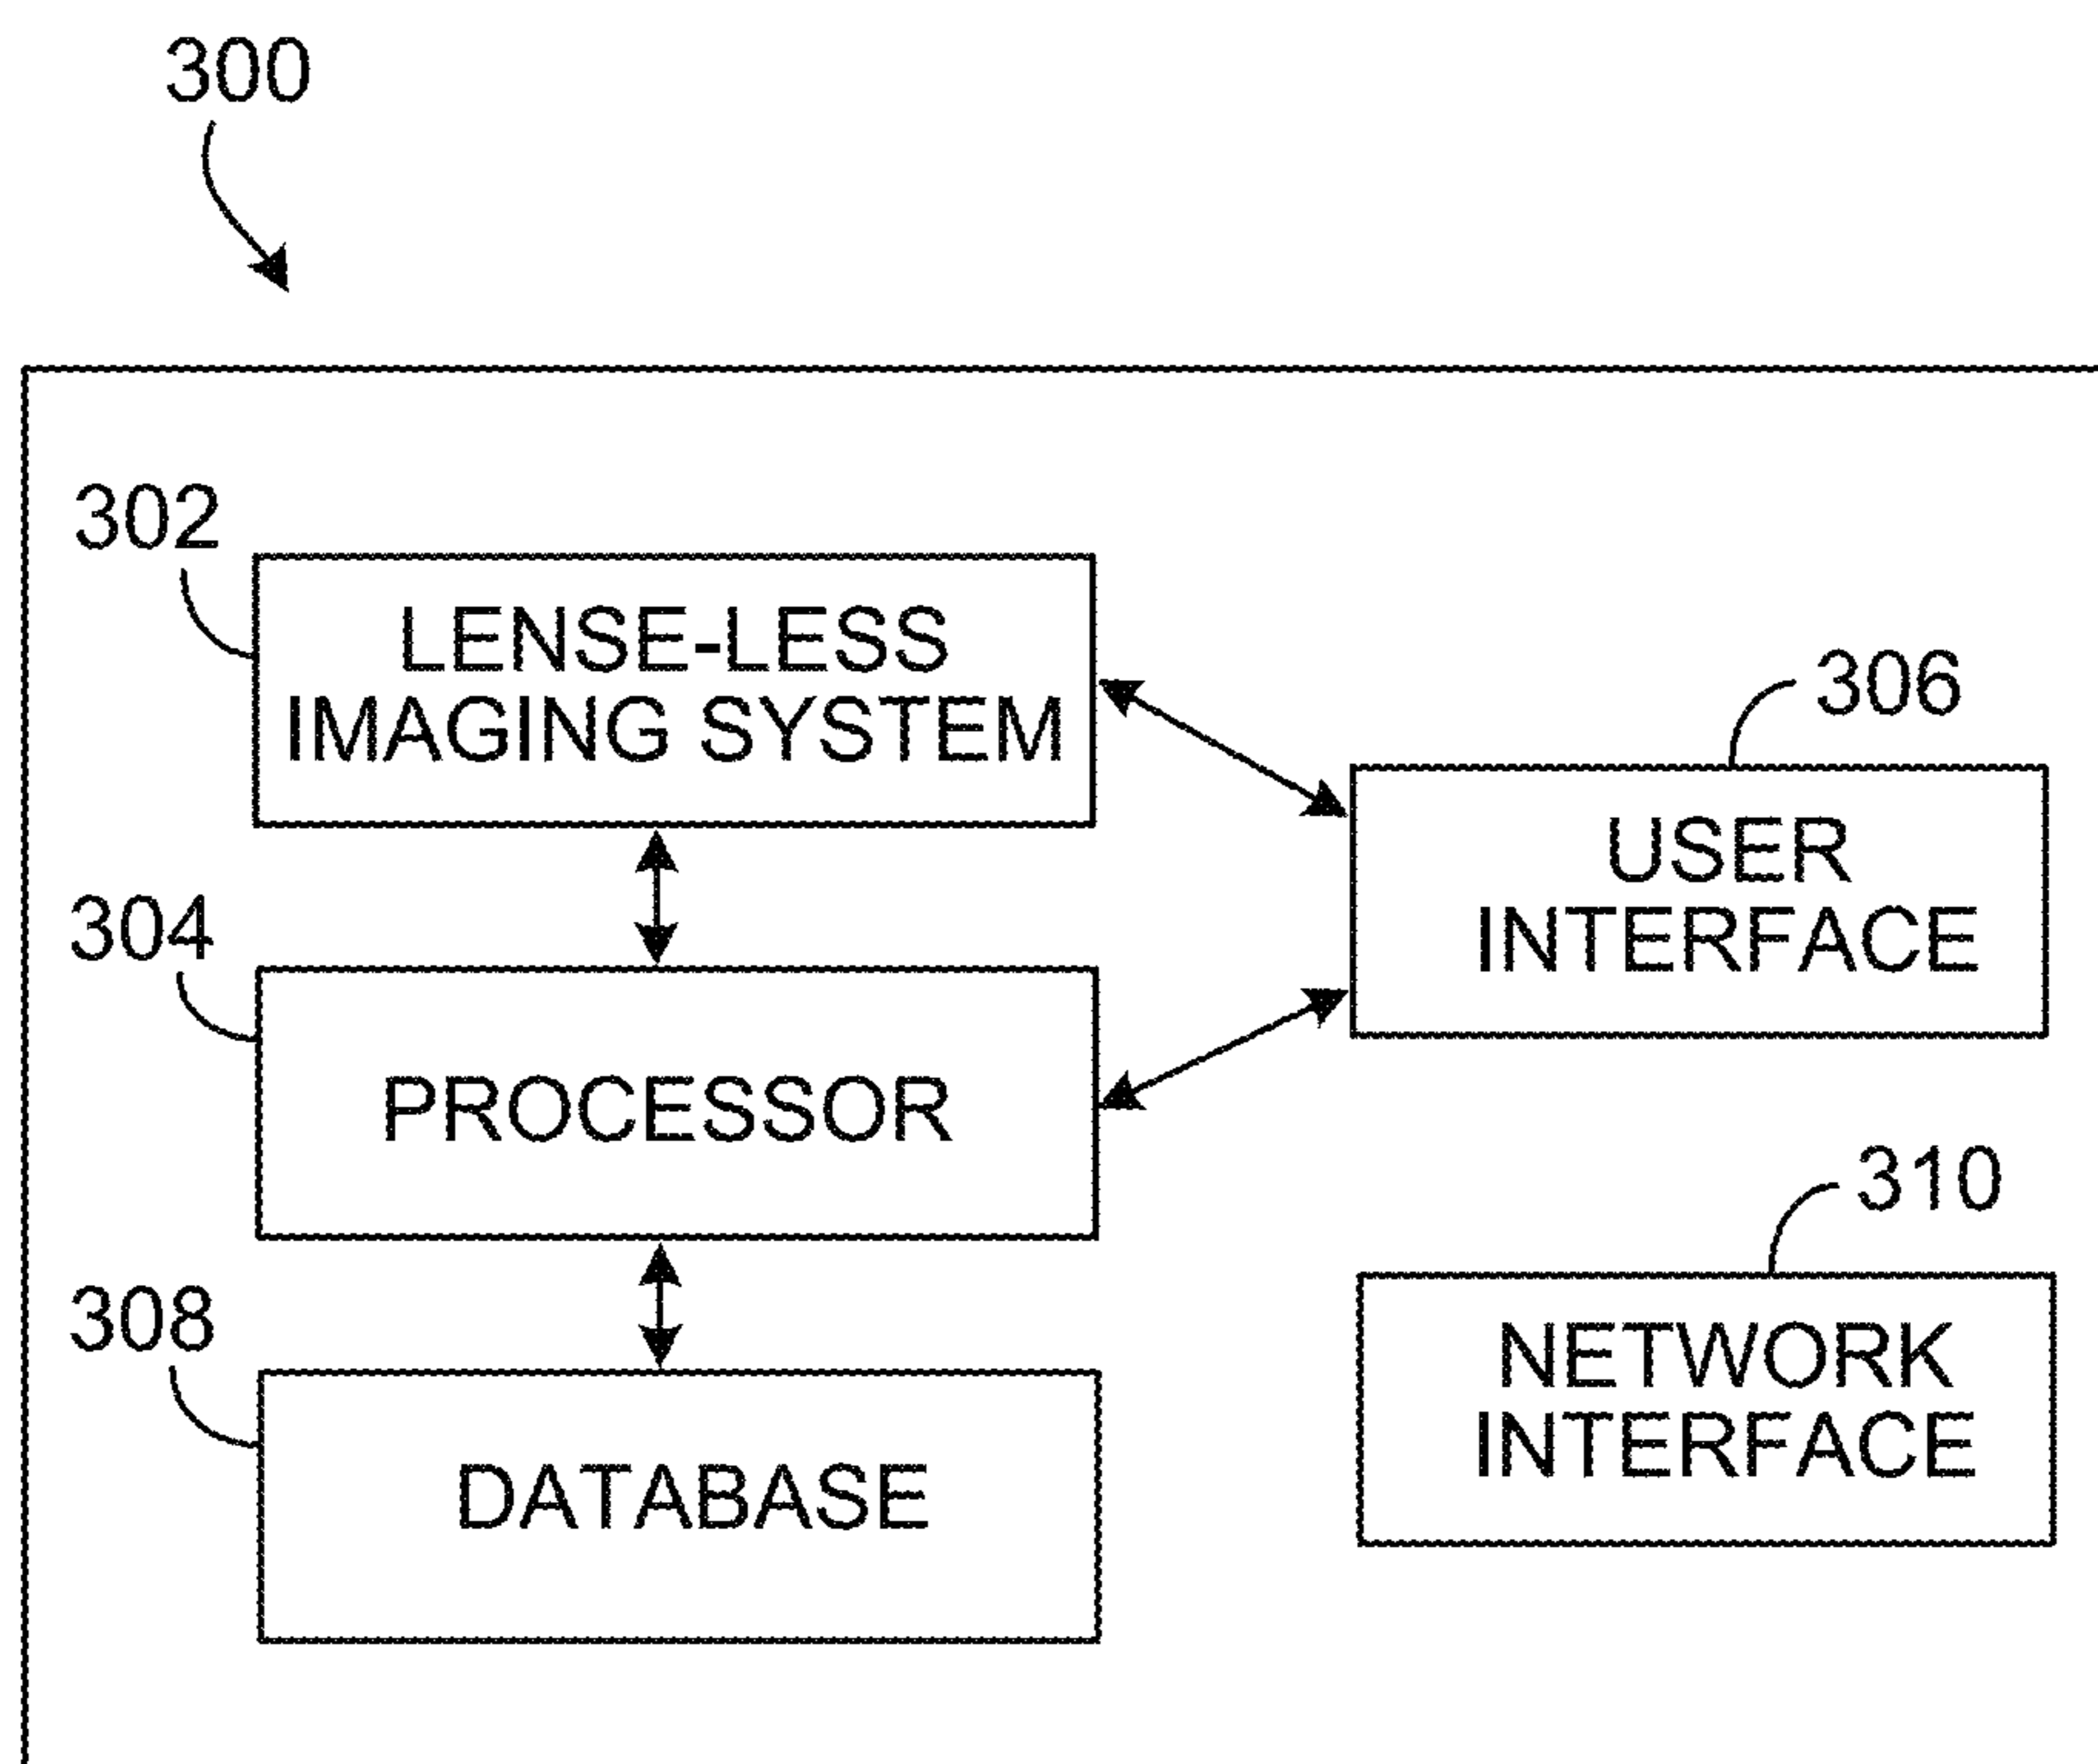 300
302
LENSE-LESS
IMAGING SYSTEM
306
USER
INTERFACE
304
PROCESSOR
310
NETWORK
INTERFACE
308
DATABASE